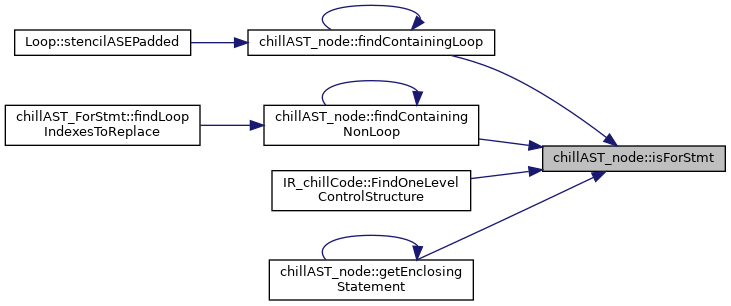 Loop::stencilASEPadded
chillAST_node::findContainingLoop
chillAST_ForStmt::findLoop
IndexesToReplace
chillAST_node::findContaining
NonLoop
chillAST_node::isForStmt
IR_chillCode::FindOneLevel
ControlStructure
chillAST_node::getEnclosing
Statement